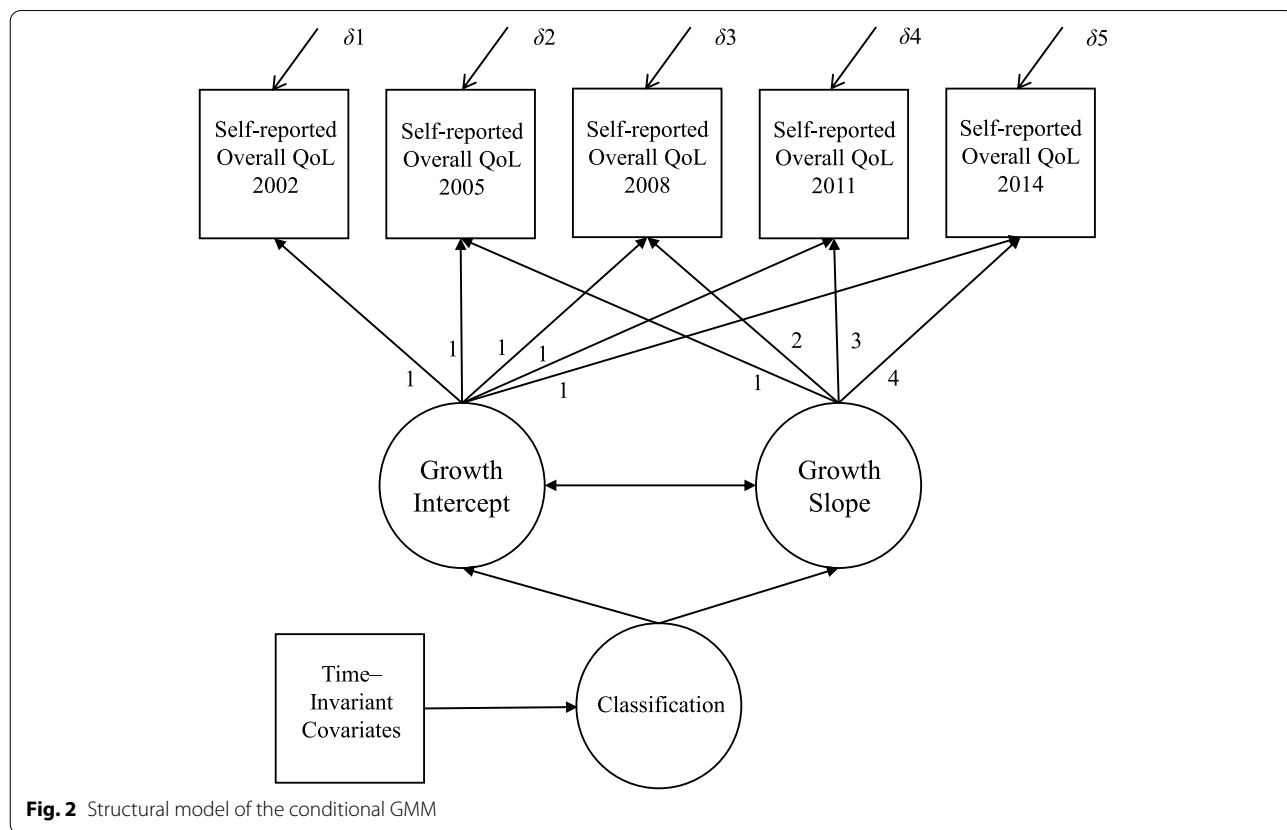 δ1
δ2
δ3
δ4
δ5
Self-reported
Overall QoL
2002
Self-reported
Overall QoL
2005
Self-reported
Overall QoL
2008
Self-reported
Overall QoL
2011
Self-reported
Overall QoL
2014
1
1
1
1
1
1
2
3
4
Growth
Intercept
Growth
Slope
Time–
Invariant
Covariates
Classification
Fig. 2 Structural model of the conditional GMM